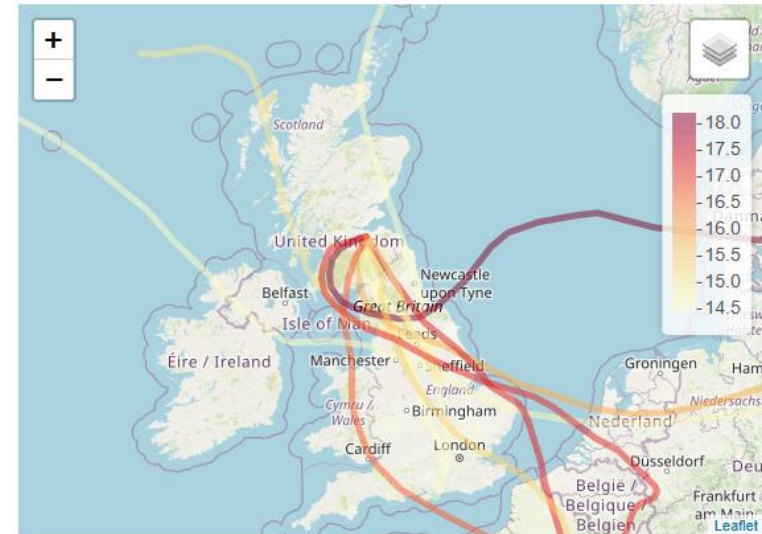 +
−
Scotland
18.0
17.5
17.0
16.5
16.0
15.5
15.0
14.5
United Kingdom
Newcastle
upon Tyne
Belfast
Great Britain
Isle of Man
Leeds
Éire / Ireland
Manchester
Sheffield
Groningen
Ham
England
Cymru /
Wales
Birmingham
Niedersachs
Nederland
Cardiff
London
Düsseldorf
Deu
België /
Belgique /
Belgien
Frankfurt
am Main
Leaflet